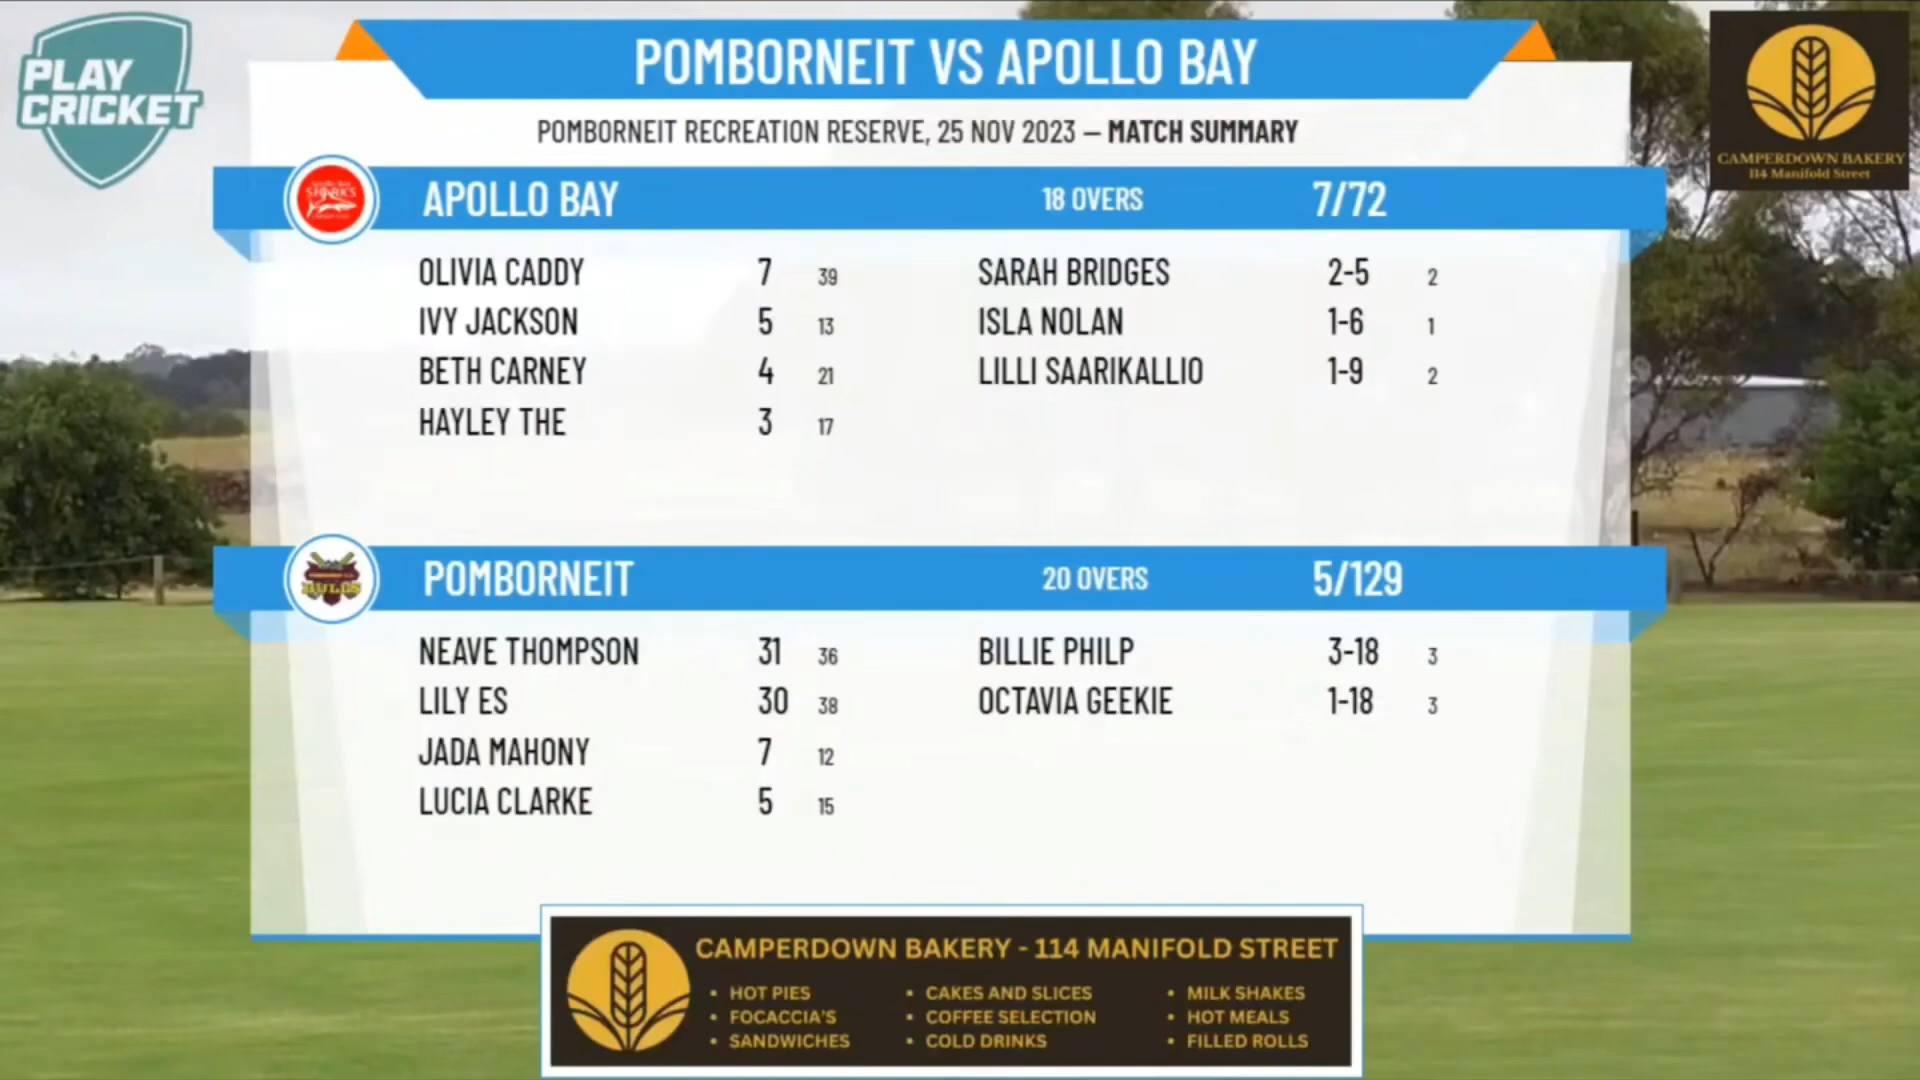 PLAY
CRICKET
POMBORNEIT VS APOLLO BAY
POMBORNEIT RECREATION RESERVE, 25 NOV 2023 – MATCH SUMMARY
CAMPERDOWN BAKERY
114 Manifold Street
SHARKS
APOLLO BAY 18 OVERS 7/72
OLIVIA CADDY 7 39 SARAH BRIDGES 2-5 2
IVY JACKSON 5 13 ISLA NOLAN 1-6 1
BETH CARNEY 4 21 LILLI SAARIKALLIO 1-9 2
HAYLEY THE 3 17
BULLS
POMBORNEIT 20 OVERS 5/129
NEAVE THOMPSON 31 36 BILLIE PHILP 3-18 3
LILY ES 30 38 OCTAVIA GEEKIE 1-18 3
JADA MAHONY 7 12
LUCIA CLARKE 5 15
CAMPERDOWN BAKERY - 114 MANIFOLD STREET
• HOT PIES • CAKES AND SLICES • MILK SHAKES
• FOCACCIA'S • COFFEE SELECTION • HOT MEALS
• SANDWICHES • COLD DRINKS • FILLED ROLLS